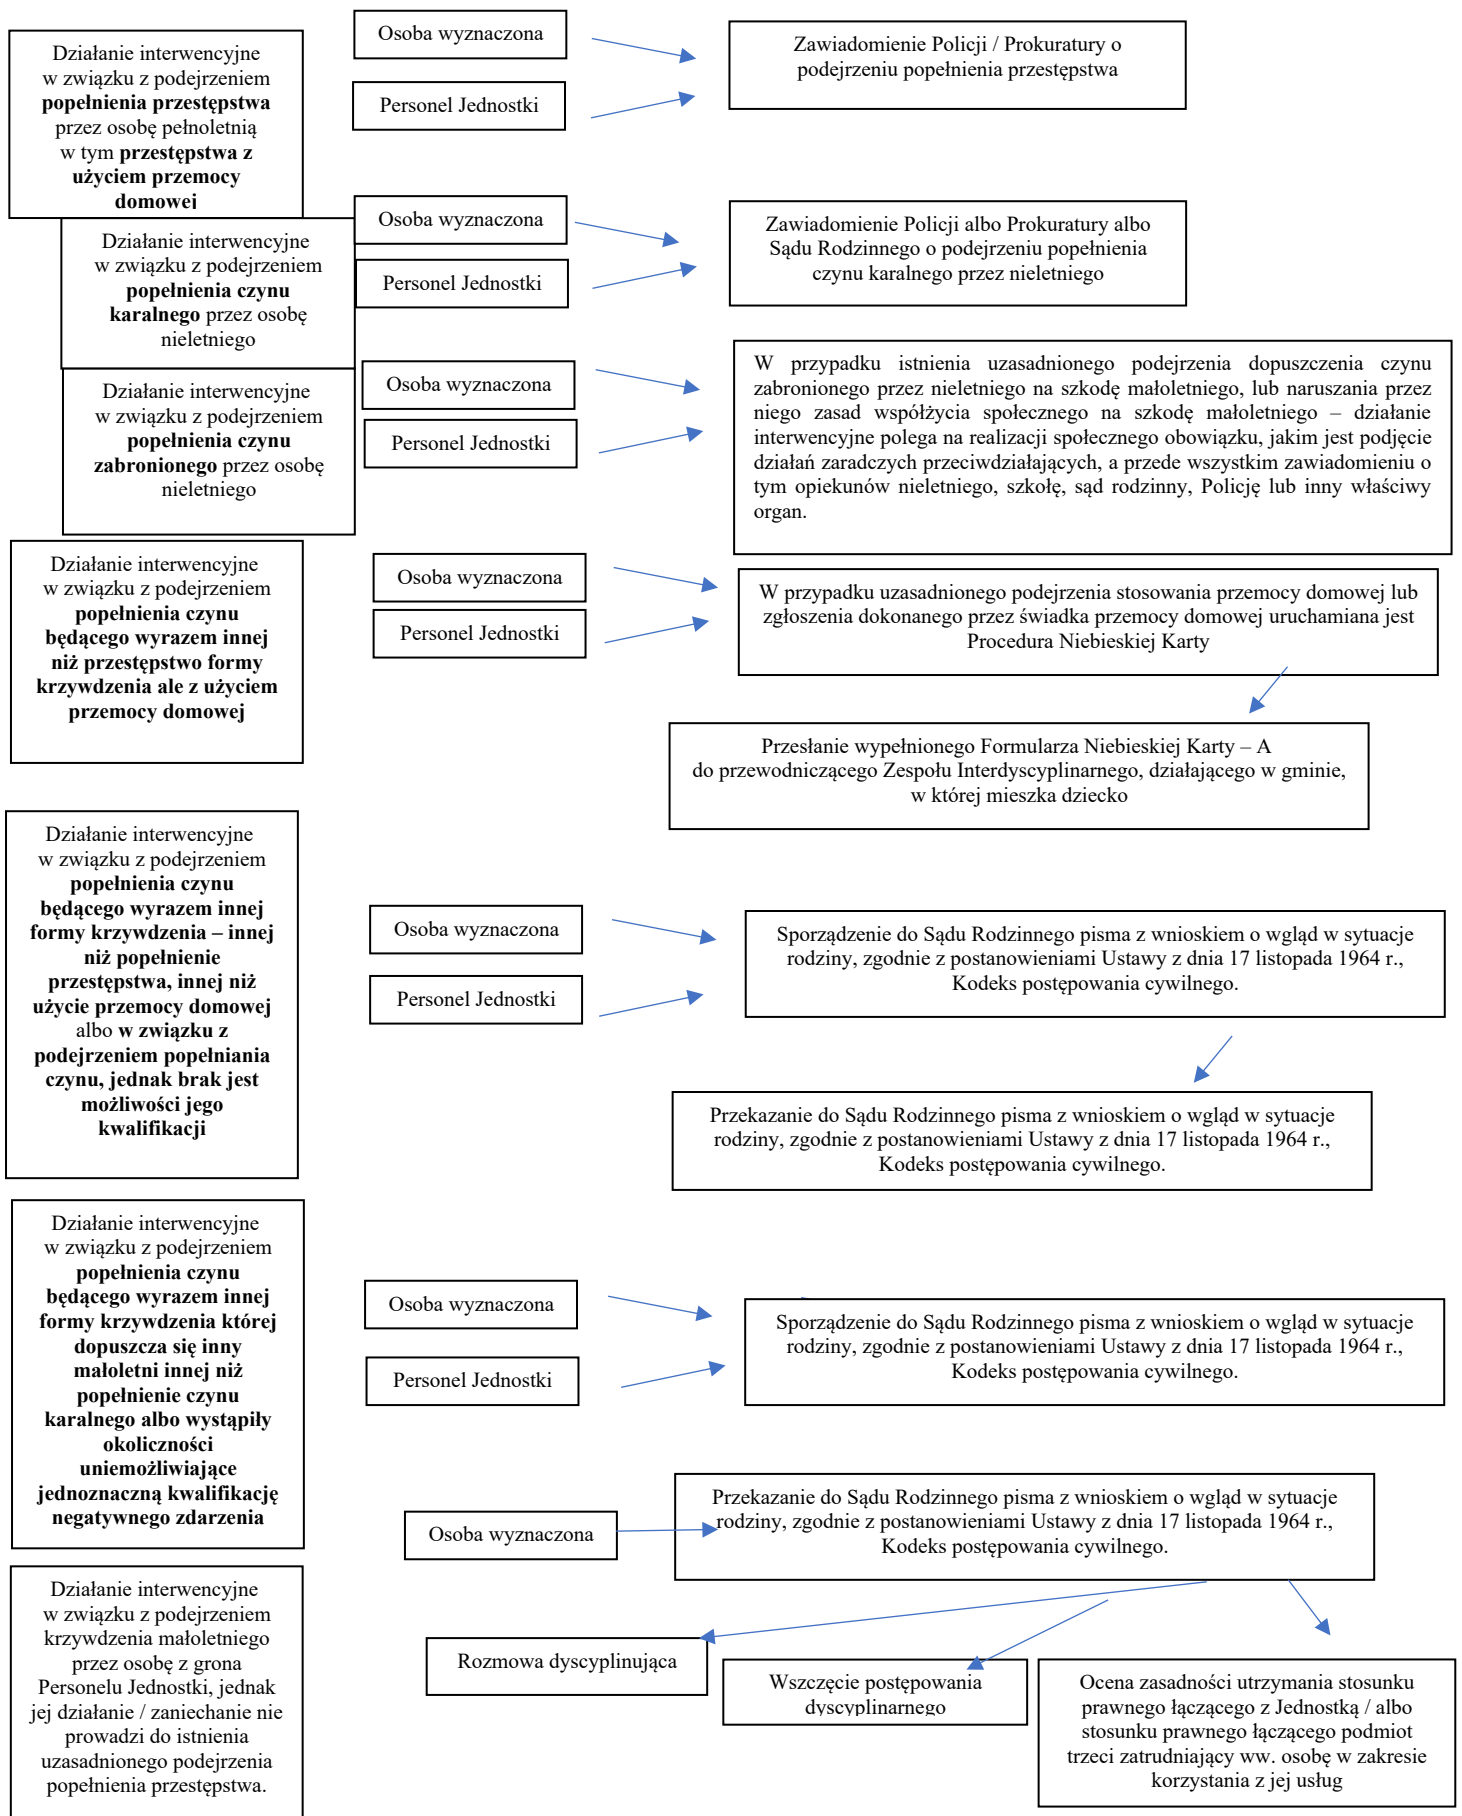 Działanie interwencyjne
w związku z podejrzeniem
popełnienia przestępstwa
przez osobę pełnoletnią
w tym przestępstwa z
użyciem przemocy
domowej
Osoba wyznaczona
Personel Jednostki
Zawiadomienie Policji / Prokuratury o
podejrzeniu popełnienia przestępstwa
Działanie interwencyjne
w związku z podejrzeniem
popełnienia czynu
karalnego przez osobę
nieletniego
Osoba wyznaczona
Personel Jednostki
Zawiadomienie Policji albo Prokuratury albo
Sądu Rodzinnego o podejrzeniu popełnienia
czynu karalnego przez nieletniego
Działanie interwencyjne
w związku z podejrzeniem
popełnienia czynu
zabronionego przez osobę
nieletniego
Osoba wyznaczona
Personel Jednostki
W przypadku istnienia uzasadnionego podejrzenia dopuszczenia czynu
zabronionego przez nieletniego na szkodę małoletniego, lub naruszania przez
niego zasad współżycia społecznego na szkodę małoletniego – działanie
interwencyjne polega na realizacji społecznego obowiązku, jakim jest podjęcie
działań zaradczych przeciwdziałających, a przede wszystkim zawiadomieniu o
tym opiekunów nieletniego, szkołę, sąd rodzinny, Policję lub inny właściwy
organ.
Działanie interwencyjne
w związku z podejrzeniem
popełnienia czynu
będącego wyrazem innej
niż przestępstwo formy
krzywdzenia ale z użyciem
przemocy domowej
Osoba wyznaczona
Personel Jednostki
W przypadku uzasadnionego podejrzenia stosowania przemocy domowej lub
zgłoszenia dokonanego przez świadka przemocy domowej uruchamiana jest
Procedura Niebieskiej Karty
Przesłanie wypełnionego Formularza Niebieskiej Karty – A
do przewodniczącego Zespołu Interdyscyplinarnego, działającego w gminie,
w której mieszka dziecko
Działanie interwencyjne
w związku z podejrzeniem
popełnienia czynu
będącego wyrazem innej
formy krzywdzenia – innej
niż popełnienie
przestępstwa, innej niż
użycie przemocy domowej
albo w związku z
podejrzeniem popełniania
czynu, jednak brak jest
możliwości jego
kwalifikacji
Osoba wyznaczona
Personel Jednostki
Sporządzenie do Sądu Rodzinnego pisma z wnioskiem o wgląd w sytuacje
rodziny, zgodnie z postanowieniami Ustawy z dnia 17 listopada 1964 r.,
Kodeks postępowania cywilnego.
Przekazanie do Sądu Rodzinnego pisma z wnioskiem o wgląd w sytuacje
rodziny, zgodnie z postanowieniami Ustawy z dnia 17 listopada 1964 r.,
Kodeks postępowania cywilnego.
Działanie interwencyjne
w związku z podejrzeniem
popełnienia czynu
będącego wyrazem innej
formy krzywdzenia której
dopuszcza się inny
małoletni innej niż
popełnienie czynu
karalnego albo wystąpiły
okoliczności
uniemożliwiające
jednoznaczną kwalifikację
negatywnego zdarzenia
Osoba wyznaczona
Personel Jednostki
Sporządzenie do Sądu Rodzinnego pisma z wnioskiem o wgląd w sytuacje
rodziny, zgodnie z postanowieniami Ustawy z dnia 17 listopada 1964 r.,
Kodeks postępowania cywilnego.
Osoba wyznaczona
Przekazanie do Sądu Rodzinnego pisma z wnioskiem o wgląd w sytuacje
rodziny, zgodnie z postanowieniami Ustawy z dnia 17 listopada 1964 r.,
Kodeks postępowania cywilnego.
Działanie interwencyjne
w związku z podejrzeniem
krzywdzenia małoletniego
przez osobę z grona
Personelu Jednostki, jednak
jej działanie / zaniechanie nie
prowadzi do istnienia
uzasadnionego podejrzenia
popełnienia przestępstwa.
Rozmowa dyscyplinująca
Wszczęcie postępowania
dyscyplinarnego
Ocena zasadności utrzymania stosunku
prawnego łączącego z Jednostką / albo
stosunku prawnego łączącego podmiot
trzeci zatrudniający ww. osobę w zakresie
korzystania z jej usług